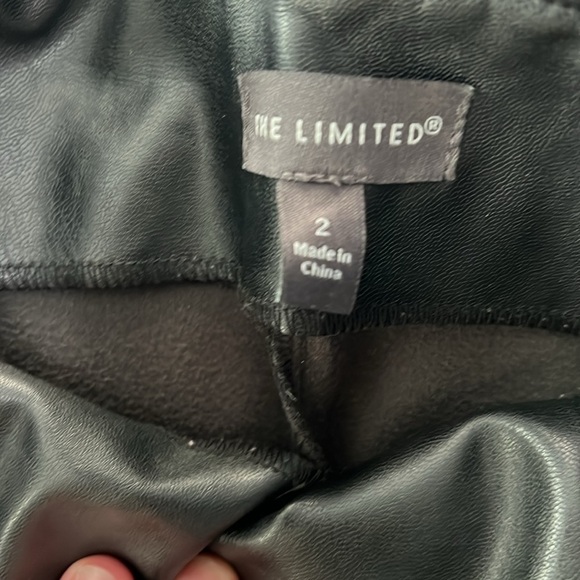 THE LIMITED®
2
Made in
China